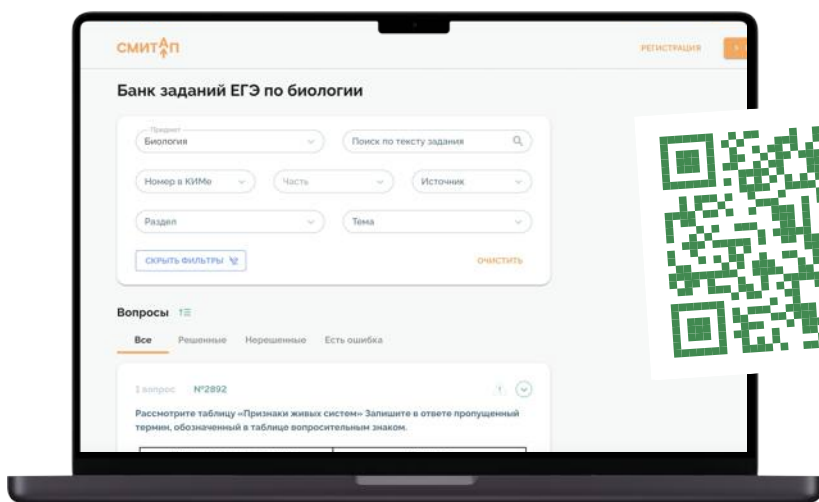 СМИТАП
РЕГИСТРАЦИЯ
Банк заданий ЕГЭ по биологии
Предмет
Биология
Поиск по тексту задания
Номер в КИМе
Часть
Источник
Раздел
Тема
СКРЫТЬ ФИЛЬТРЫ
ОЧИСТИТЬ
Вопросы
Все Решенные Нерешенные Есть ошибка
1 вопрос №2892
Рассмотрите таблицу «Признаки живых систем» Запишите в ответе пропущенный
термин, обозначенный в таблице вопросительным знаком.